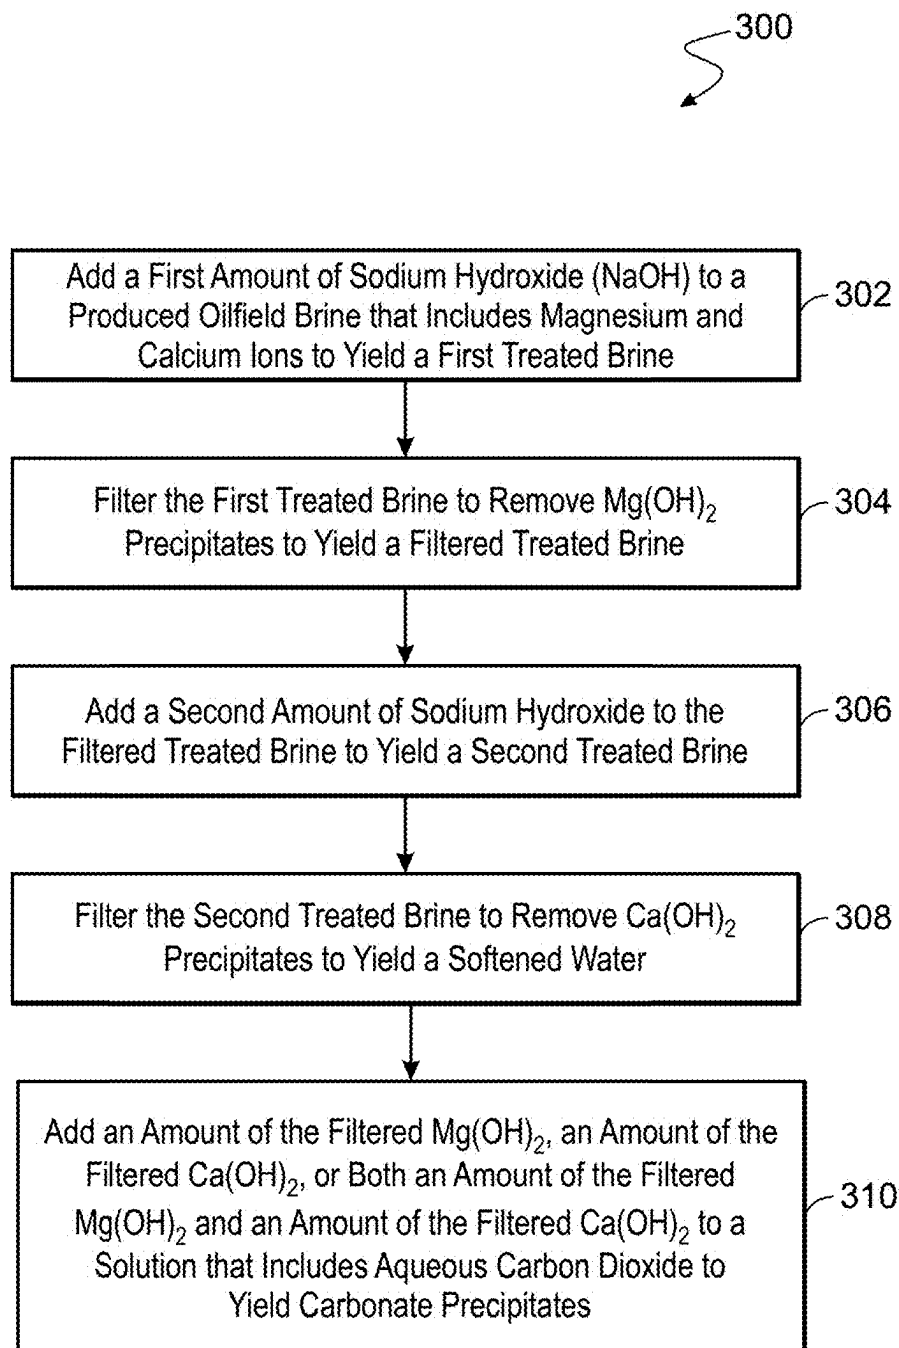 300
Add a First Amount of Sodium Hydroxide (NaOH) to a
Produced Oilfield Brine that Includes Magnesium and
Calcium Ions to Yield a First Treated Brine
302
Filter the First Treated Brine to Remove Mg(OH)₂
Precipitates to Yield a Filtered Treated Brine
304
Add a Second Amount of Sodium Hydroxide to the
Filtered Treated Brine to Yield a Second Treated Brine
306
Filter the Second Treated Brine to Remove Ca(OH)₂
Precipitates to Yield a Softened Water
308
Add an Amount of the Filtered Mg(OH)₂, an Amount of the
Filtered Ca(OH)₂, or Both an Amount of the Filtered
Mg(OH)₂ and an Amount of the Filtered Ca(OH)₂ to a
Solution that Includes Aqueous Carbon Dioxide to
Yield Carbonate Precipitates
310